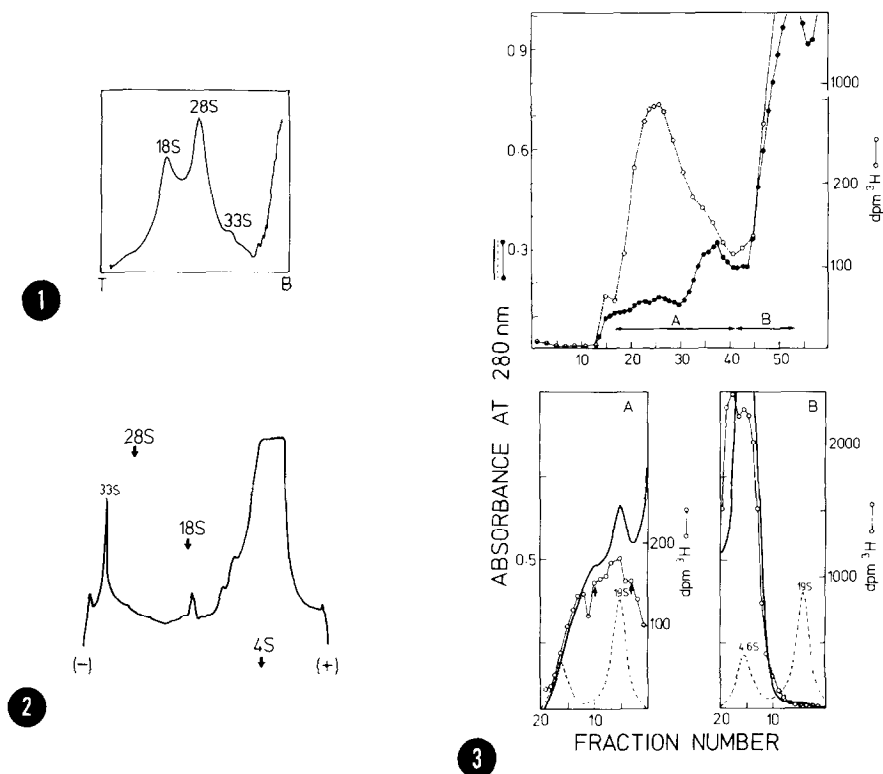 18S
28S
33S
T
B
1
28S
33S
18S
4S
(-)
(+)
2
0.9
0.6
0.3
1000
200
100
dpm ³H
A
B
10 20 30 40 50
ABSORBANCE AT 280 nm
A
0.5
19S
200
100
dpm ³H
20 10
B
4.6S
19S
2000
1000
dpm ³H
20 10
FRACTION NUMBER
3